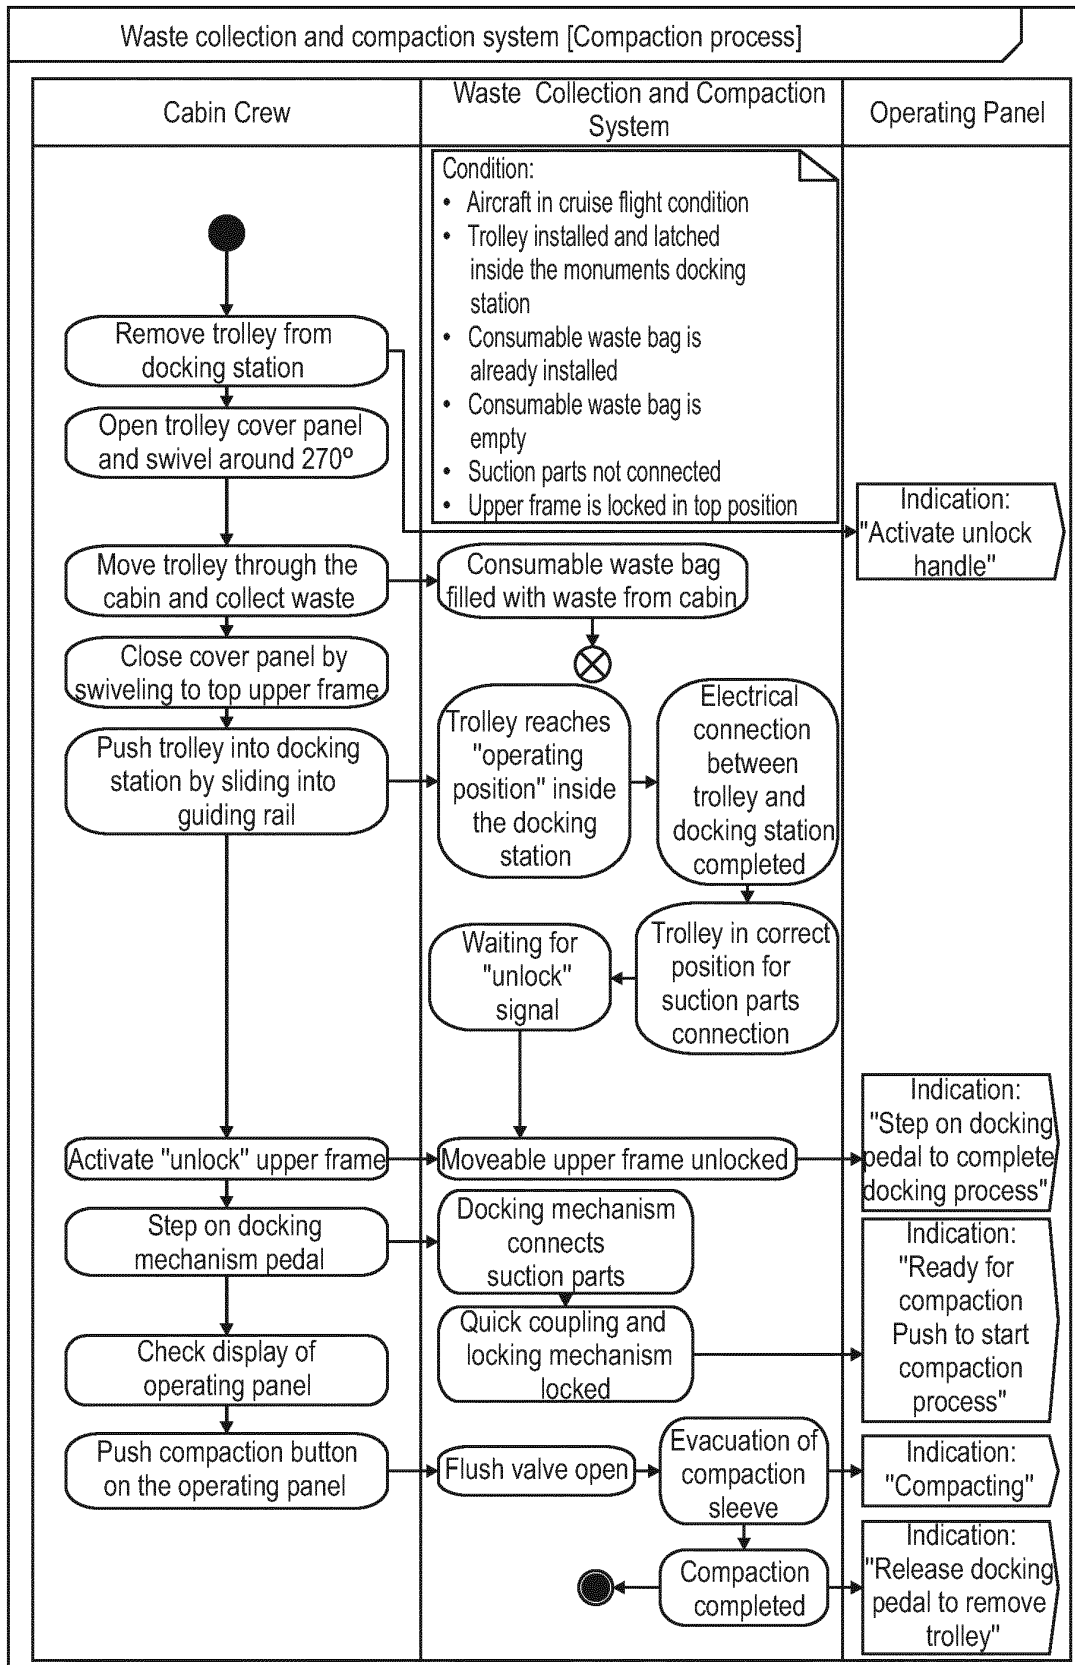 Waste collection and compaction system [Compaction process]
Cabin Crew
Waste Collection and Compaction
System
Operating Panel
Condition:
• Aircraft in cruise flight condition
• Trolley installed and latched
inside the monuments docking
station
• Consumable waste bag is
already installed
• Consumable waste bag is
empty
• Suction parts not connected
• Upper frame is locked in top position
Remove trolley from
docking station
Open trolley cover panel
and swivel around 270º
Indication:
"Activate unlock
handle"
Move trolley through the
cabin and collect waste
Consumable waste bag
filled with waste from cabin
Close cover panel by
swiveling to top upper frame
Push trolley into docking
station by sliding into
guiding rail
Trolley reaches
"operating
position" inside
the docking
station
Electrical
connection
between
trolley and
docking station
completed
Trolley in correct
position for
suction parts
connection
Waiting for
"unlock"
signal
Activate "unlock" upper frame
Moveable upper frame unlocked
Indication:
"Step on docking
pedal to complete
docking process"
Step on docking
mechanism pedal
Docking mechanism
connects
suction parts
Quick coupling and
locking mechanism
locked
Indication:
"Ready for
compaction
Push to start
compaction
process"
Check display of
operating panel
Push compaction button
on the operating panel
Flush valve open
Evacuation of
compaction
sleeve
Indication:
"Compacting"
Compaction
completed
Indication:
"Release docking
pedal to remove
trolley"